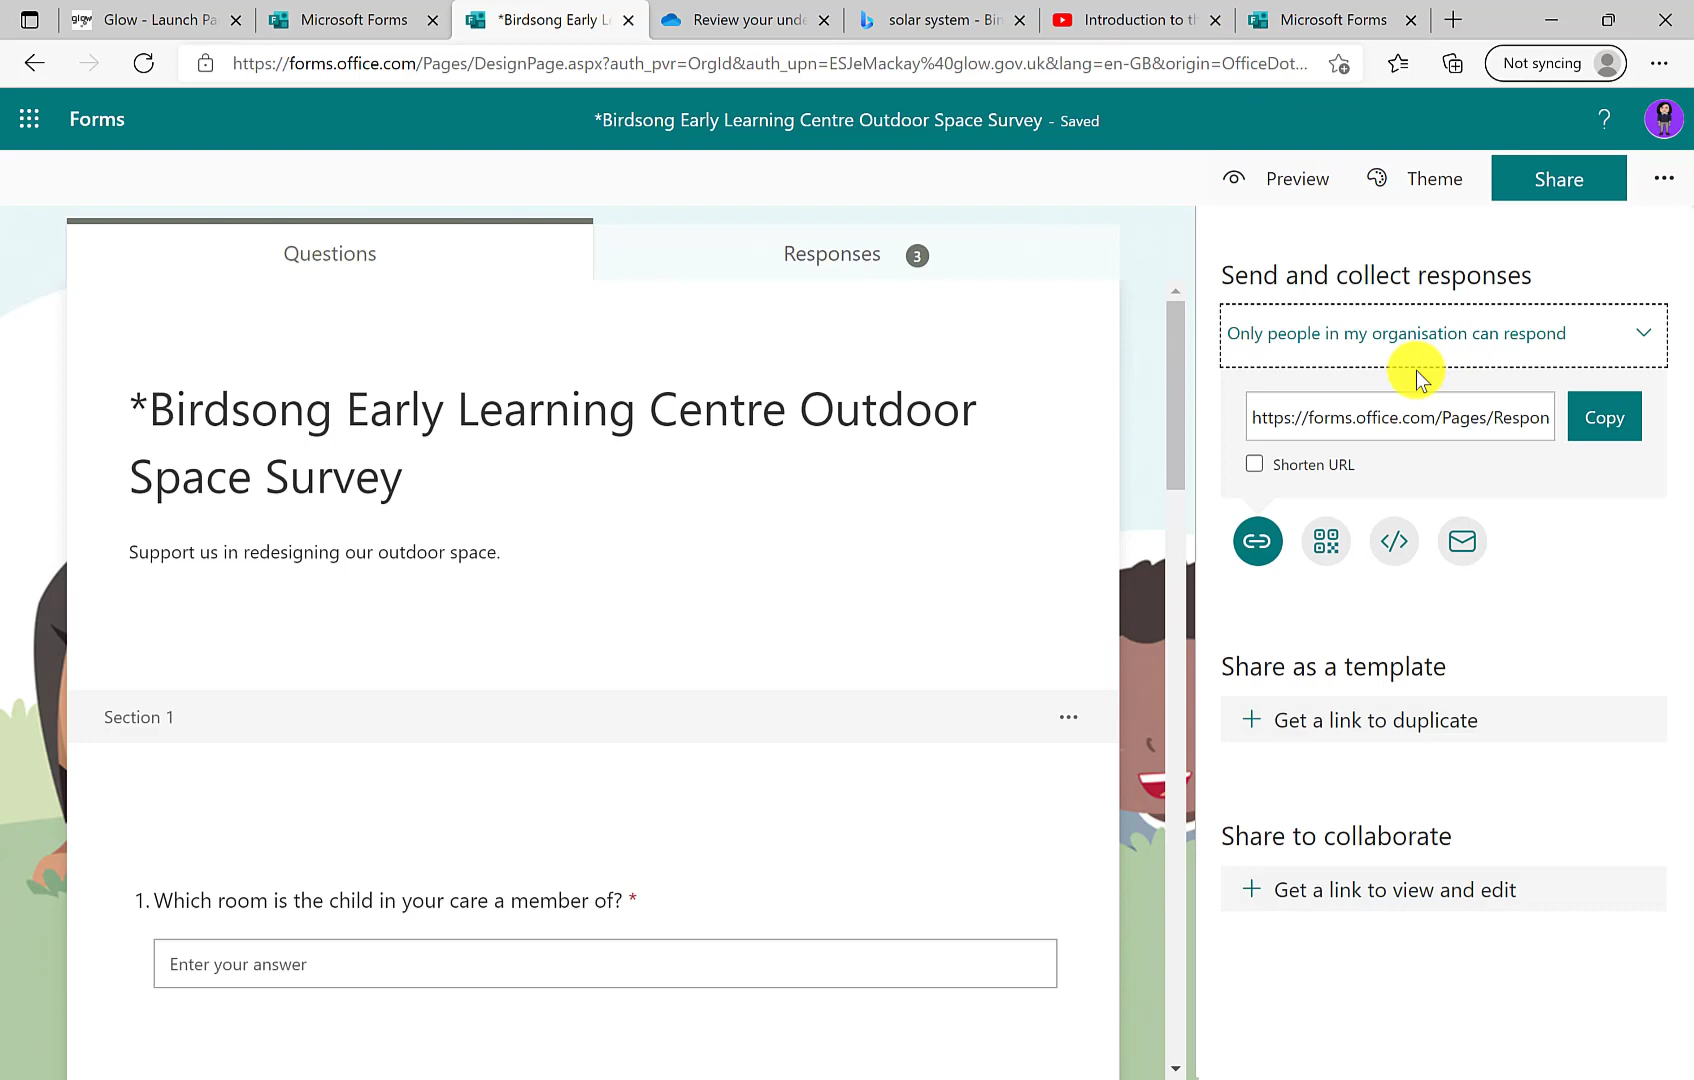 glow
Glow - Launch Pa
Microsoft Forms
*Birdsong Early L
Review your unde
solar system - Bin
Introduction to th
Microsoft Forms
https://forms.office.com/Pages/DesignPage.aspx?auth_pvr=OrgId&auth_upn=ESJeMackay%40glow.gov.uk&lang=en-GB&origin=OfficeDot...
Not syncing
Forms
*Birdsong Early Learning Centre Outdoor Space Survey - Saved
?
Preview
Theme
Share
Questions
Responses 3
*Birdsong Early Learning Centre Outdoor
Space Survey
Support us in redesigning our outdoor space.
Section 1
1. Which room is the child in your care a member of? *
Enter your answer
Send and collect responses
Only people in my organisation can respond
https://forms.office.com/Pages/Respon
Copy
Shorten URL
Share as a template
+ Get a link to duplicate
Share to collaborate
+ Get a link to view and edit